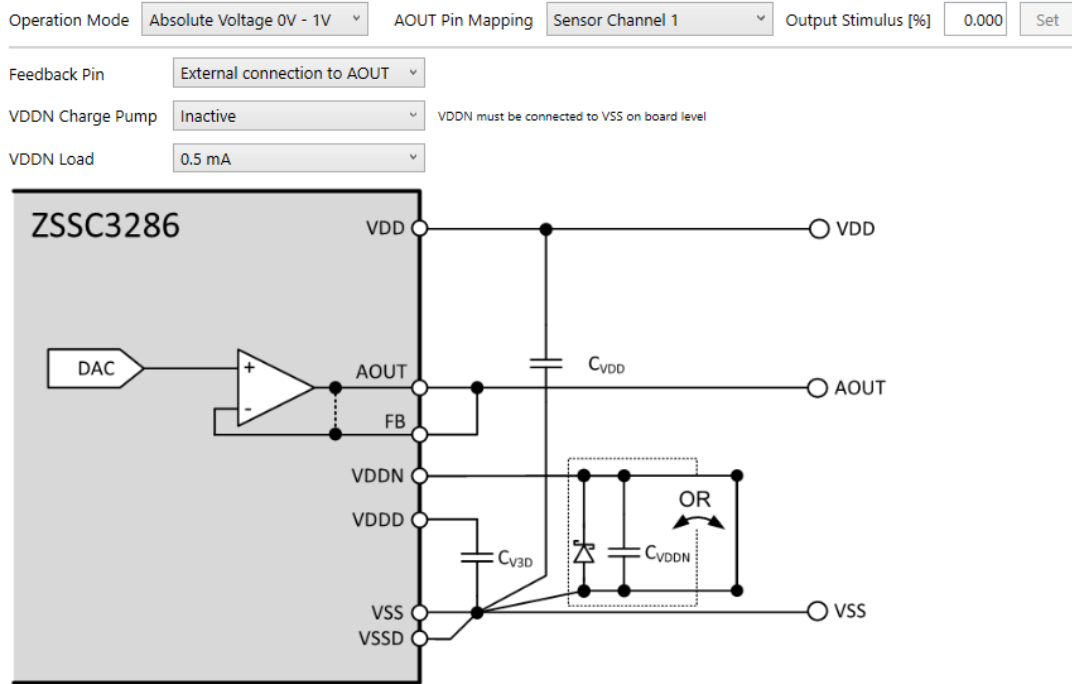 Operation Mode Absolute Voltage 0V - 1V AOUT Pin Mapping Sensor Channel 1 Output Stimulus [%] 0.000 Set
Feedback Pin External connection to AOUT
VDDN Charge Pump Inactive VDDN must be connected to VSS on board level
VDDN Load 0.5 mA
ZSSC3286
VDD
VDD
DAC
+
-
AOUT
CVDD
AOUT
FB
VDDN
OR
VDDD
CV3D
CVDDN
VSS
VSS
VSSD